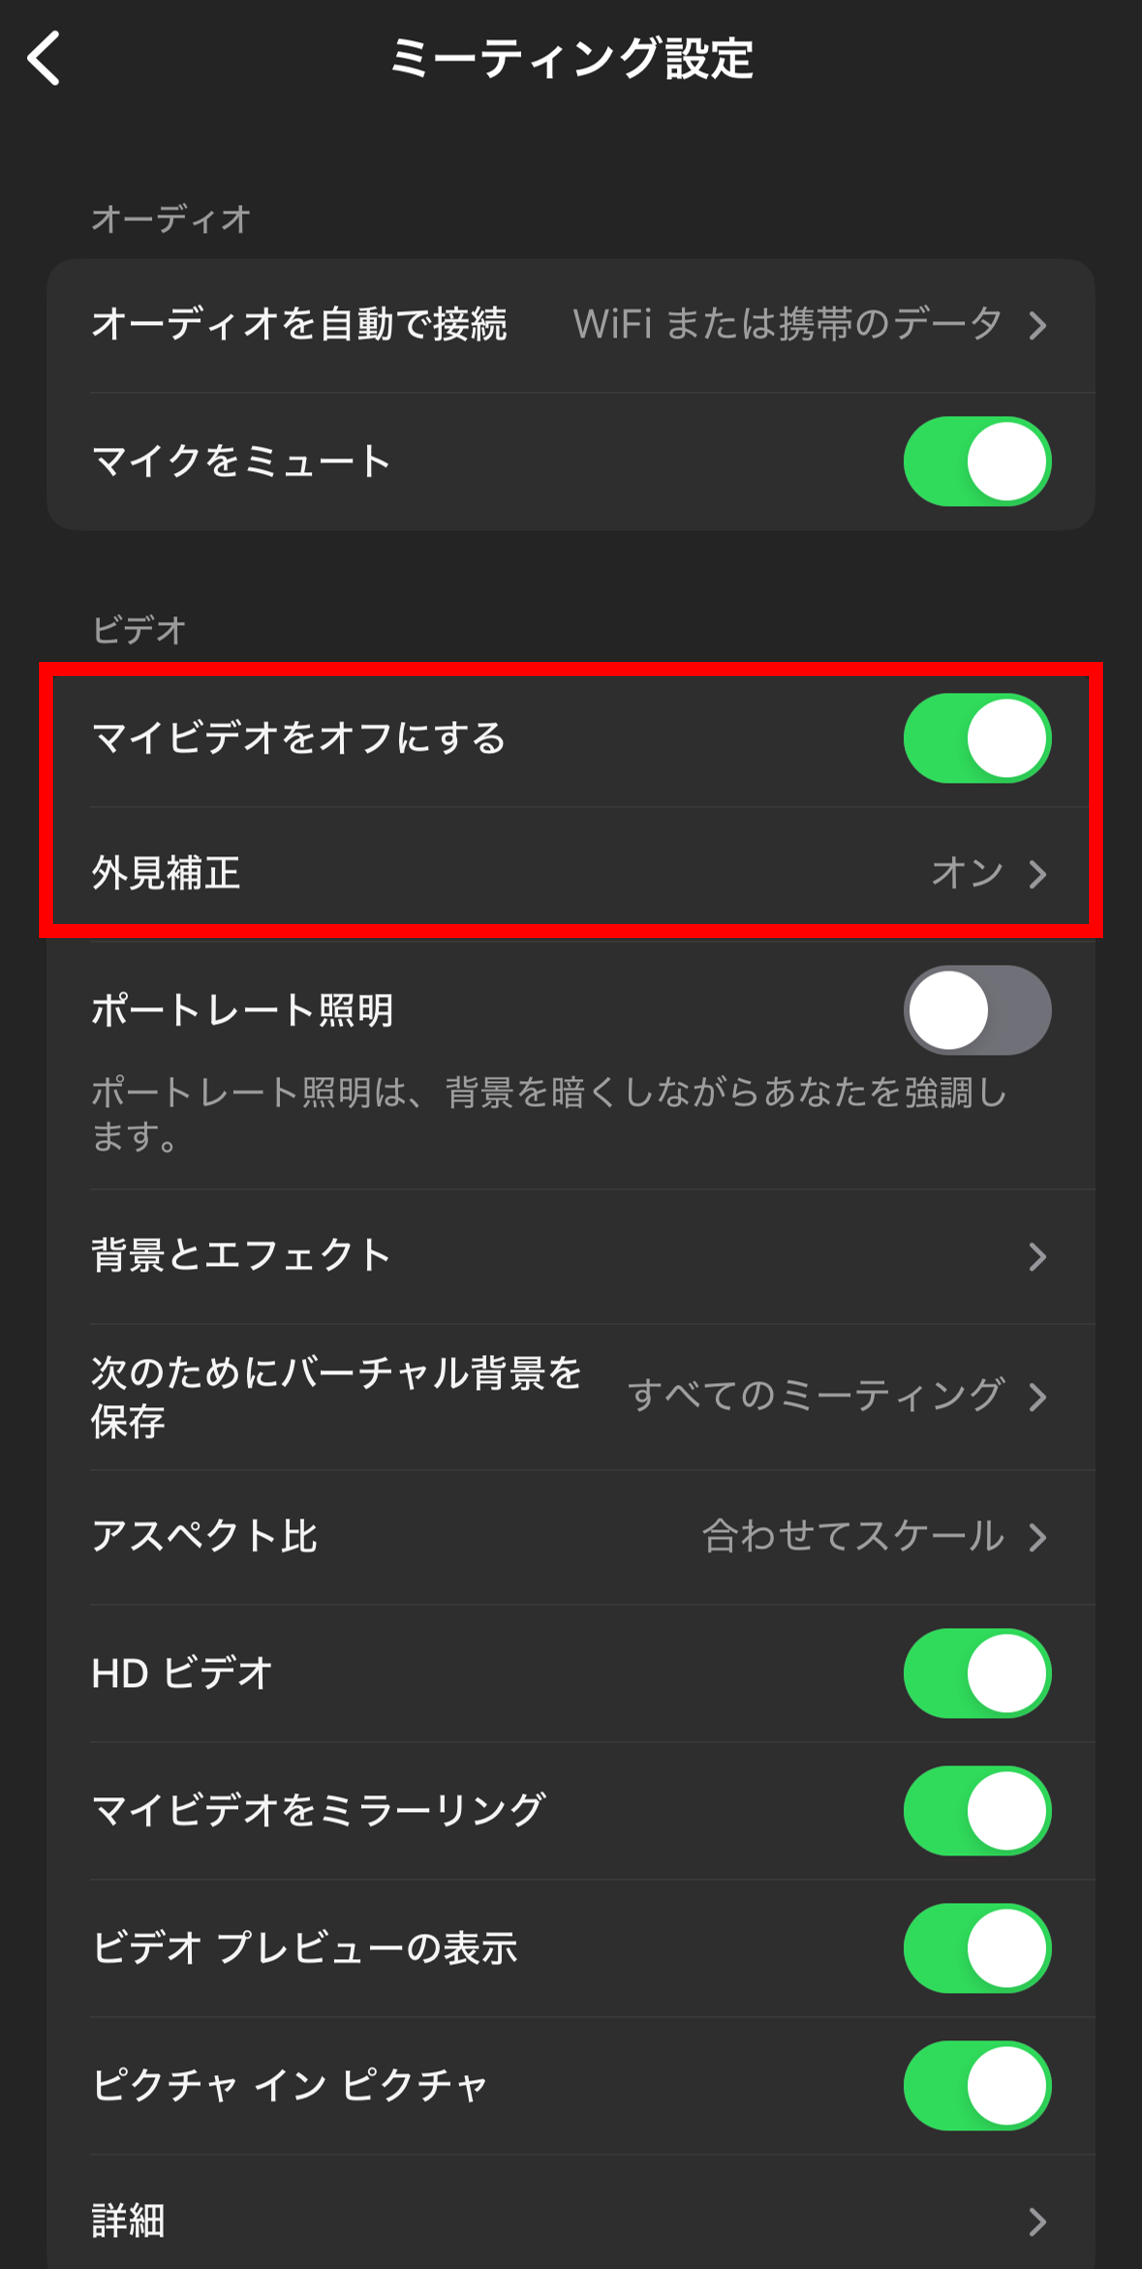 ミーティング設定
オーディオ
オーディオを自動で接続 WiFi または携帯のデータ
マイクをミュート
ビデオ
マイビデオをオフにする
外見補正 オン
ポートレート照明
ポートレート照明は、背景を暗くしながらあなたを強調し
ます。
背景とエフェクト
次のためにバーチャル背景を
保存 すべてのミーティング
アスペクト比 合わせてスケール
HD ビデオ
マイビデオをミラーリング
ビデオ プレビューの表示
ピクチャ イン ピクチャ
詳細